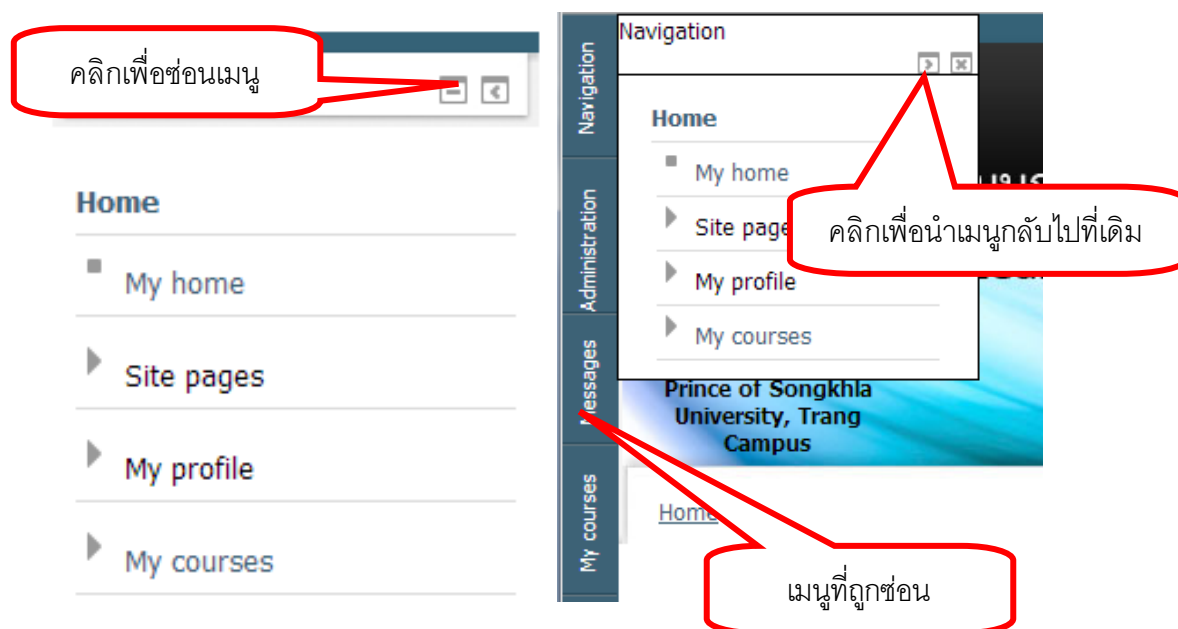 คลิกเพื่อซ่อนเมนู
Home
My home
Site pages
My profile
My courses
Navigation
Administration
Messages
My courses
Navigation
Home
My home
Site page
My profile
My courses
คลิกเพื่อนำเมนูกลับไปที่เดิม
Prince of Songkhla
University, Trang
Campus
Home
เมนูที่ถูกซ่อน